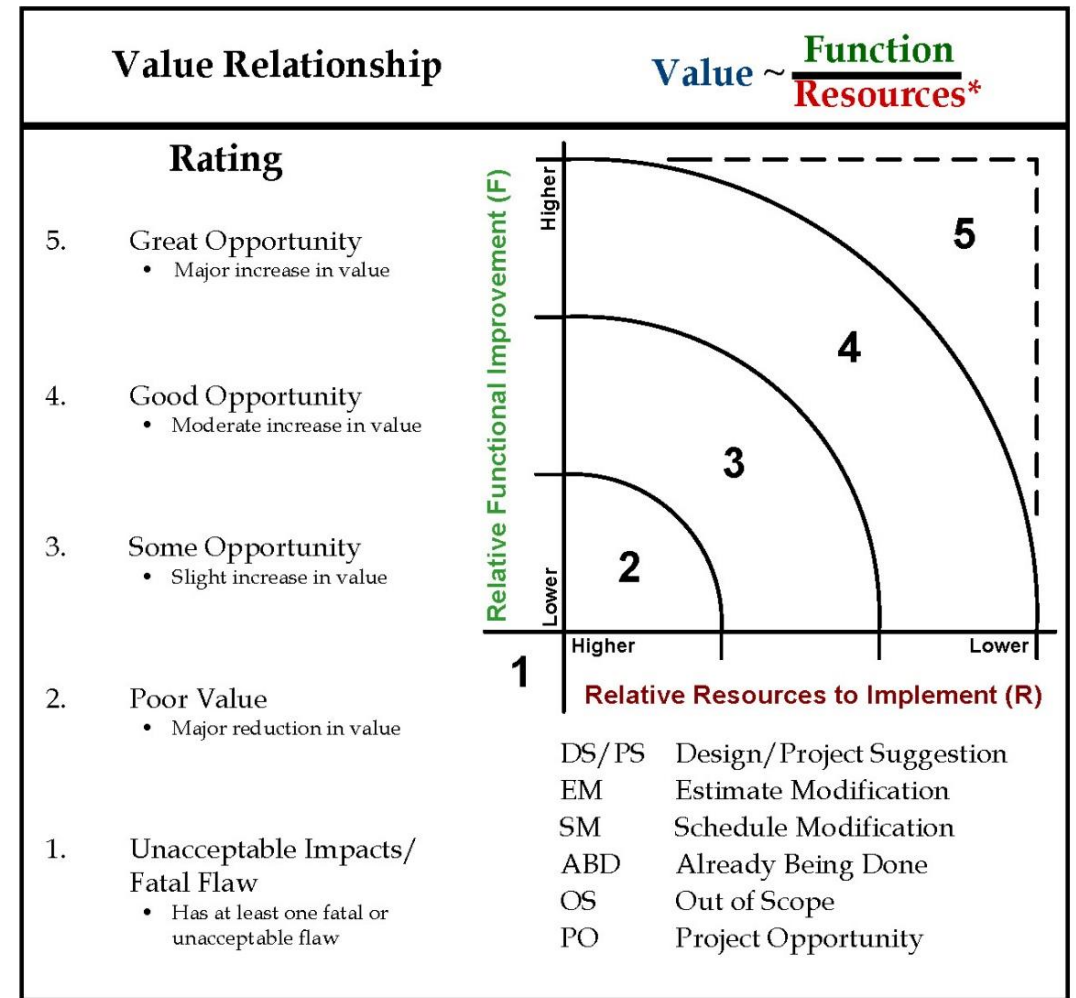 Value Relationship
Value ~ Function
Resources*
Rating
5. Great Opportunity
• Major increase in value
4. Good Opportunity
• Moderate increase in value
3. Some Opportunity
• Slight increase in value
2. Poor Value
• Major reduction in value
1. Unacceptable Impacts/
Fatal Flaw
• Has at least one fatal or
unacceptable flaw
Relative Functional Improvement (F)
Higher
Lower
5
4
3
2
1
Higher
Lower
Relative Resources to Implement (R)
DS/PS Design/Project Suggestion
EM Estimate Modification
SM Schedule Modification
ABD Already Being Done
OS Out of Scope
PO Project Opportunity